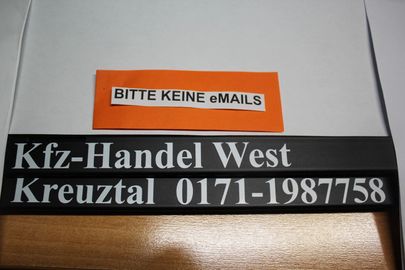 BITTE KEINE eMAILS
Kfz-Handel West
Kreuztal 0171-1987758